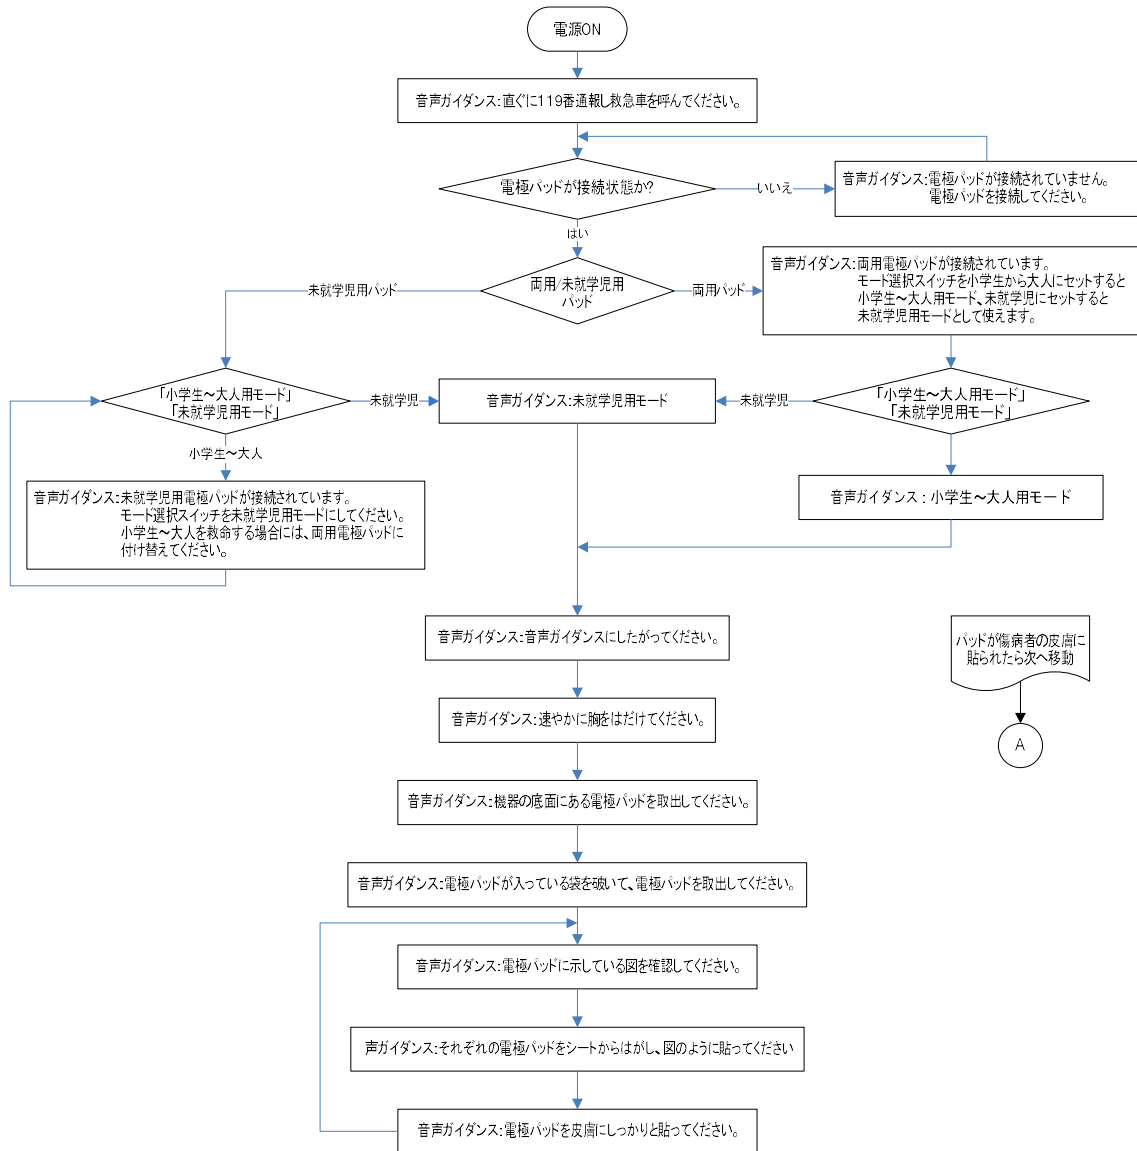 電源ON
音声ガイダンス:直ぐに119番通報し救急車を呼んでください。
電極パッドが接続状態か?
いいえ
音声ガイダンス:電極パッドが接続されていません。
電極パッドを接続してください。
はい
両用/未就学児用
パッド
未就学児用パッド
両用パッド
音声ガイダンス:両用電極パッドが接続されています。
モード選択スイッチを小学生から大人にセットすると
小学生~大人用モード、未就学児にセットすると
未就学児用モードとして使えます。
「小学生~大人用モード」
「未就学児用モード」
未就学児
音声ガイダンス:未就学児用モード
未就学児
「小学生~大人用モード」
「未就学児用モード」
小学生~大人
音声ガイダンス:未就学児用電極パッドが接続されています。
モード選択スイッチを未就学児用モードにしてください。
小学生~大人を救命する場合には、両用電極パッドに
付け替えてください。
音声ガイダンス:小学生~大人用モード
音声ガイダンス:音声ガイダンスにしたがってください。
パッドが傷病者の皮膚に
貼られたら次へ移動
A
音声ガイダンス:速やかに胸をはだけてください。
音声ガイダンス:機器の底面にある電極パッドを取出してください。
音声ガイダンス:電極パッドが入っている袋を破いて、電極パッドを取出してください。
音声ガイダンス:電極パッドに示している図を確認してください。
声ガイダンス:それぞれの電極パッドをシートからはがし、図のように貼ってください
音声ガイダンス:電極パッドを皮膚にしっかりと貼ってください。